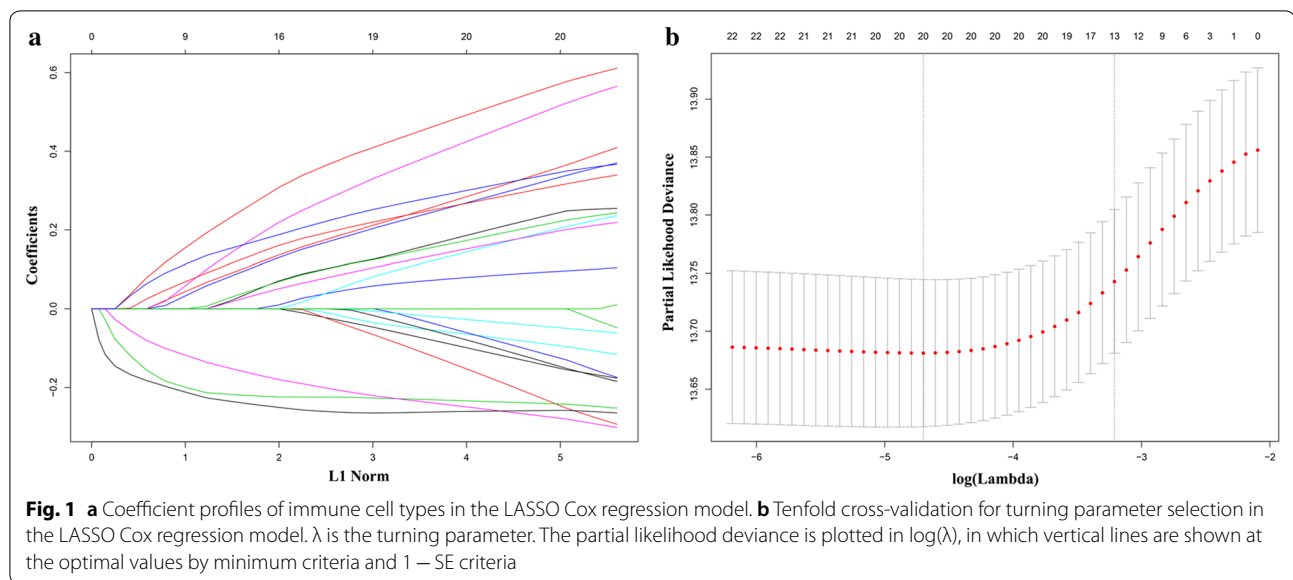 a
0 9 16 19 20 20
0.6
0.4
0.2
0.0
−0.2
Coefficients
0 1 2 3 4 5
L1 Norm
b
22 22 22 21 21 21 20 20 20 20 20 20 20 20 19 17 13 12 9 6 3 1 0
13.90
13.85
13.80
13.75
13.70
13.65
Partial Likehood Deviance
−6 −5 −4 −3 −2
log(Lambda)
Fig. 1 a Coefficient profiles of immune cell types in the LASSO Cox regression model. b Tenfold cross-validation for turning parameter selection in
the LASSO Cox regression model. λ is the turning parameter. The partial likelihood deviance is plotted in log(λ), in which vertical lines are shown at
the optimal values by minimum criteria and 1 − SE criteria